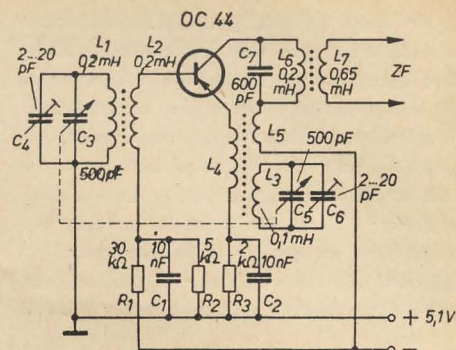 OC 44
L1
0,2mH
L2
0,2mH
2...20
pF
C4
C3
500pF
C7
600
pF
L6
0,2
mH
L7
0,65
mH
ZF
L5
L4
L3
500pF
C5
C6
2...20
pF
0,1mH
30
kΩ
R1
10
nF
C1
5
kΩ
R2
2
kΩ
R3
10nF
C2
+ 5,1V
−